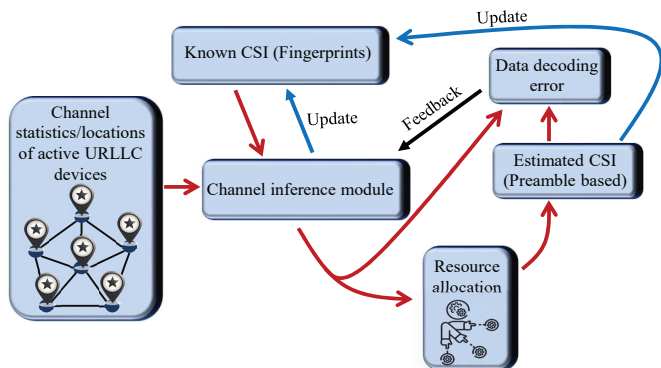 Update
Known CSI (Fingerprints)
Data decoding
error
Feedback
Channel
statistics/locations
of active URLLC
devices
Update
Channel inference module
Estimated CSI
(Preamble based)
Resource
allocation